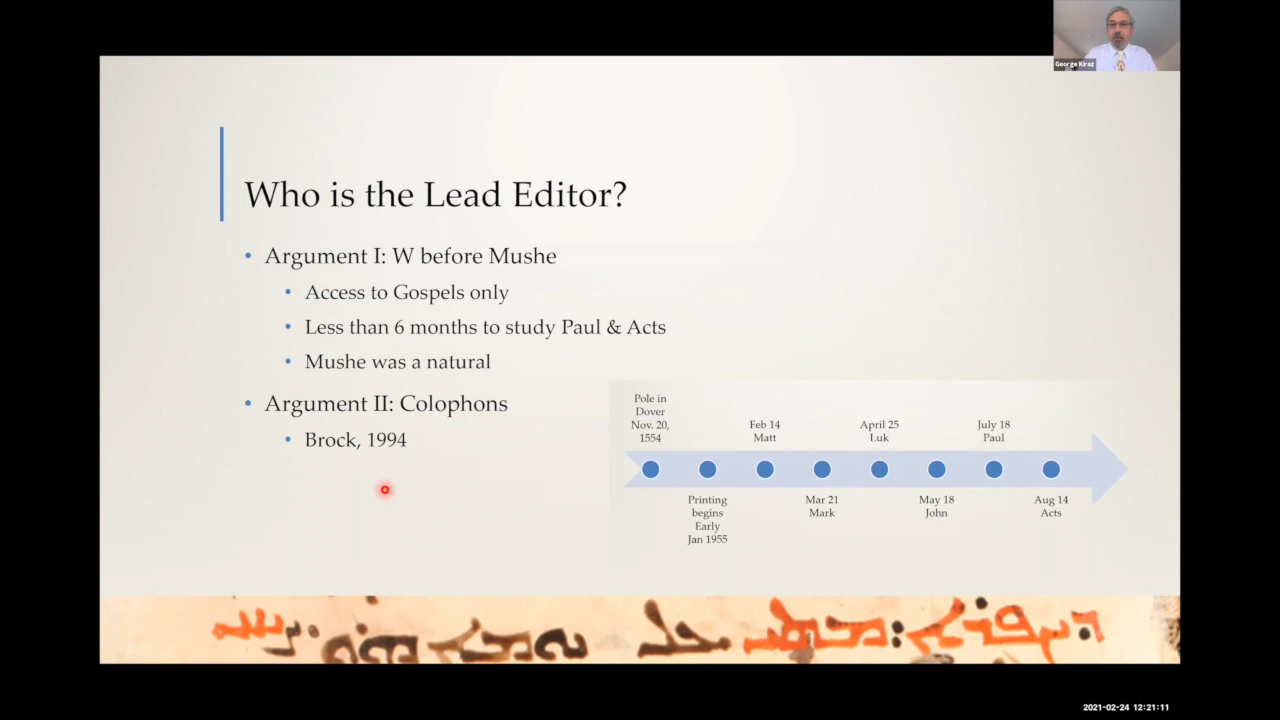 George Kiraz
Who is the Lead Editor?
• Argument I: W before Mushe
• Access to Gospels only
• Less than 6 months to study Paul & Acts
• Mushe was a natural
• Argument II: Colophons
• Brock, 1994
Pole in
Dover
Nov. 20,
1554
Printing
begins
Early
Jan 1955
Feb 14
Matt
Mar 21
Mark
April 25
Luk
May 18
John
July 18
Paul
Aug 14
Acts
2021-02-24 12:21:11